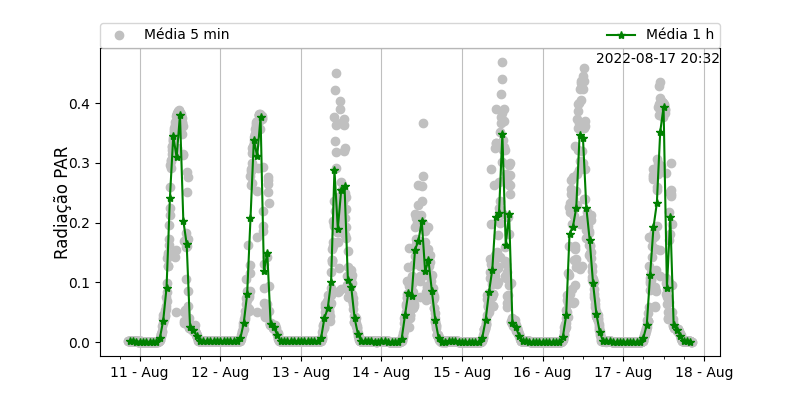 Média 5 min
Média 1 h
2022-08-17 20:32
Radiação PAR
0.4
0.3
0.2
0.1
0.0
11 - Aug
12 - Aug
13 - Aug
14 - Aug
15 - Aug
16 - Aug
17 - Aug
18 - Aug